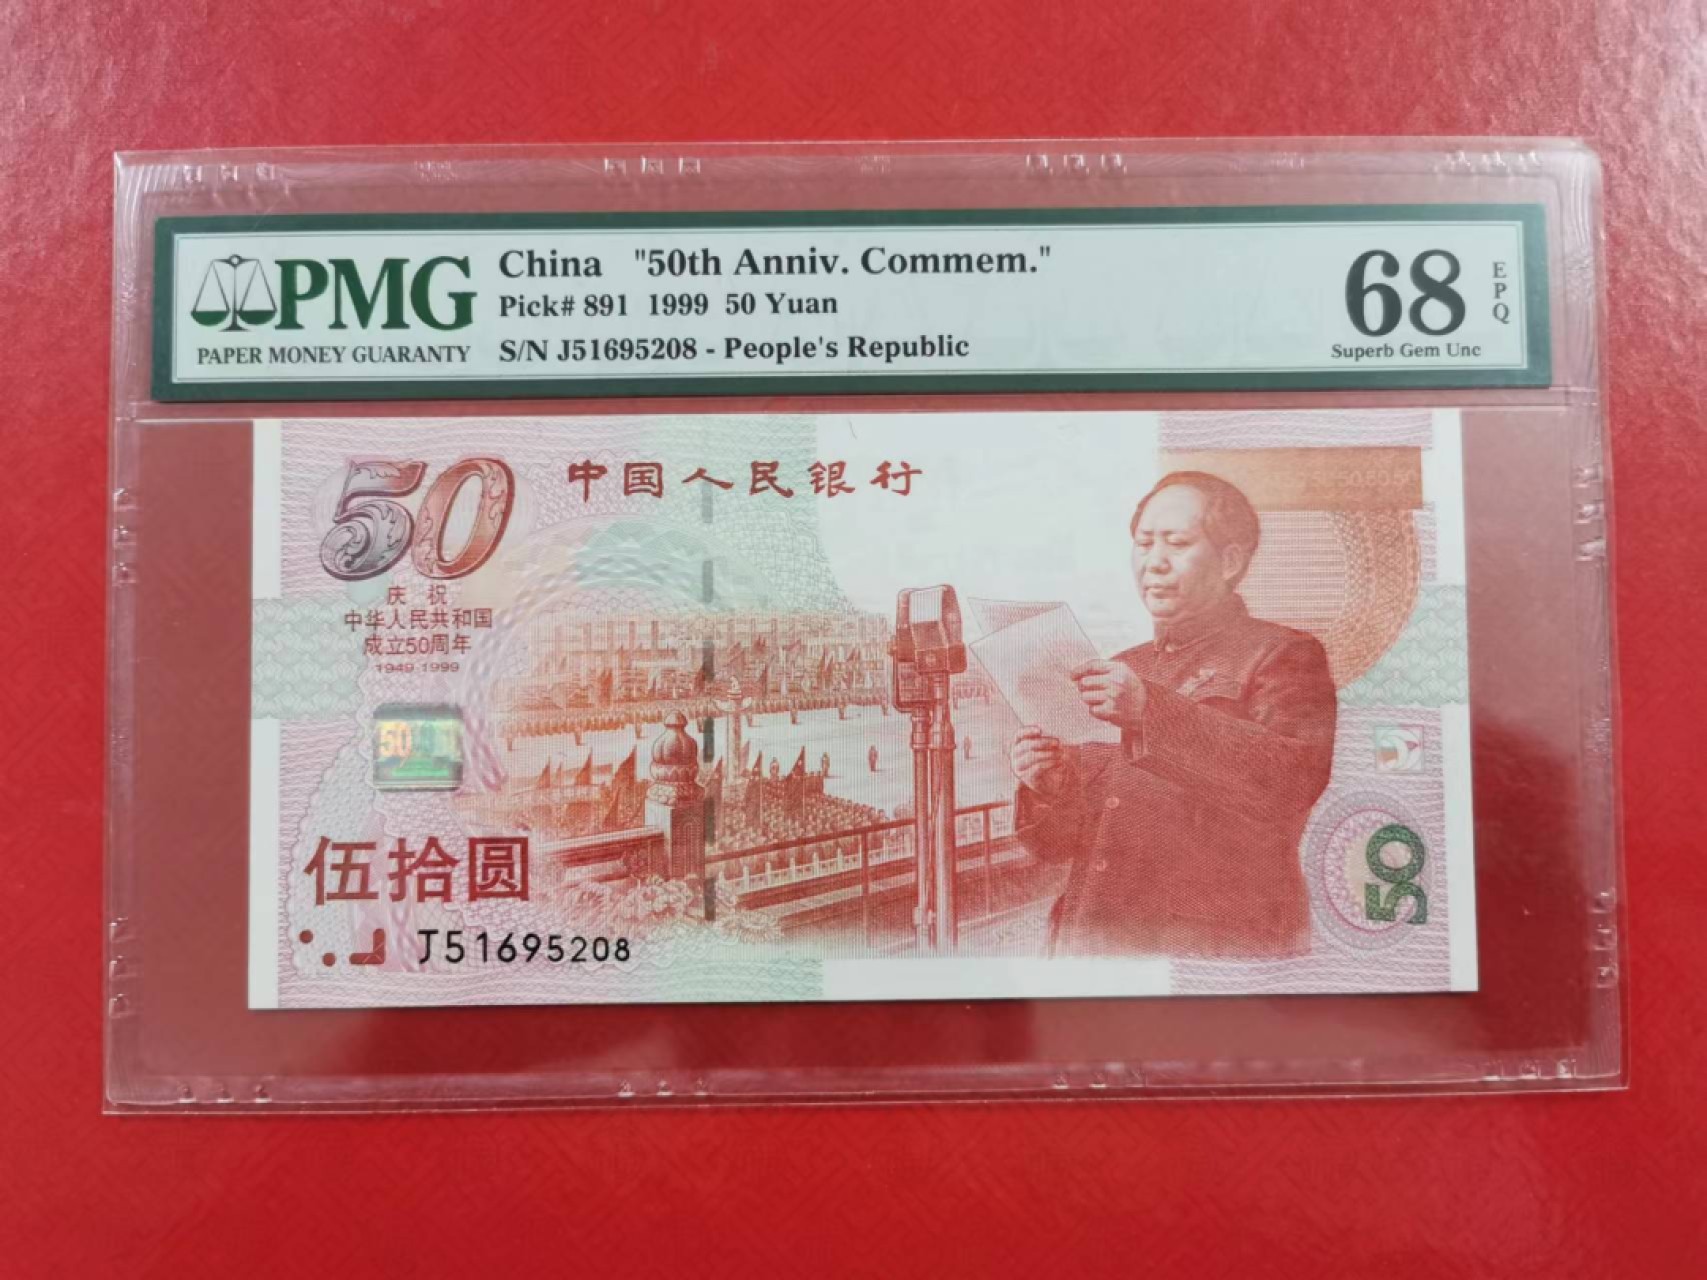 PMG
PAPER MONEY GUARANTY
China "50th Anniv. Commem."
Pick# 891 1999 50 Yuan
S/N J51695208 - People's Republic
68
EPQ
Superb Gem Unc
50
中国人民银行
庆祝
中华人民共和国
成立50周年
1949-1999
50
伍拾圆
J51695208
50